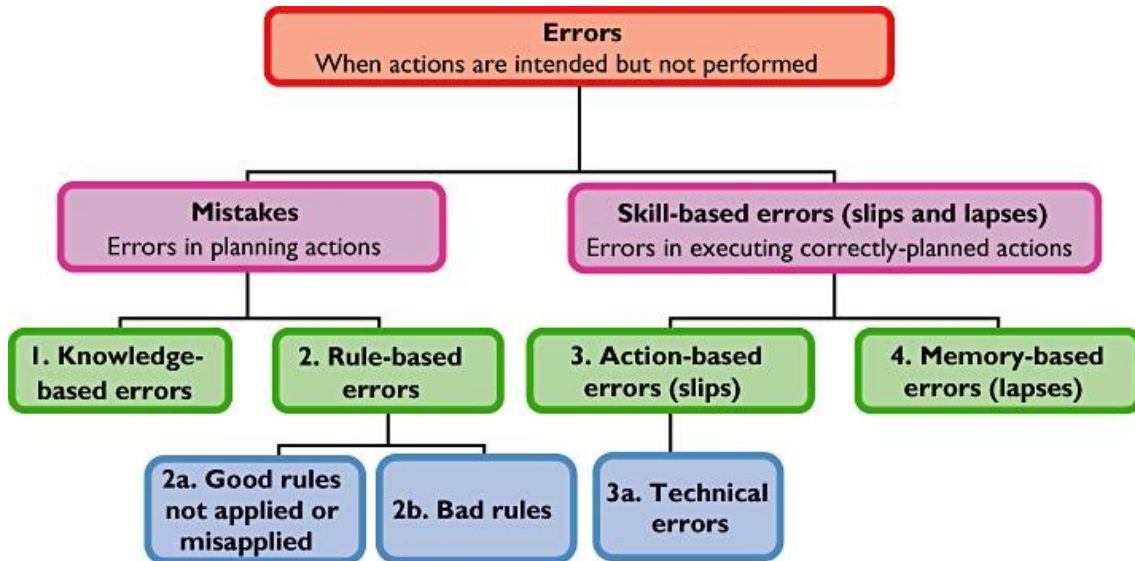 Errors
When actions are intended but not performed
Mistakes
Errors in planning actions
Skill-based errors (slips and lapses)
Errors in executing correctly-planned actions
1. Knowledge-
based errors
2. Rule-based
errors
3. Action-based
errors (slips)
4. Memory-based
errors (lapses)
2a. Good rules
not applied or
misapplied
2b. Bad rules
3a. Technical
errors